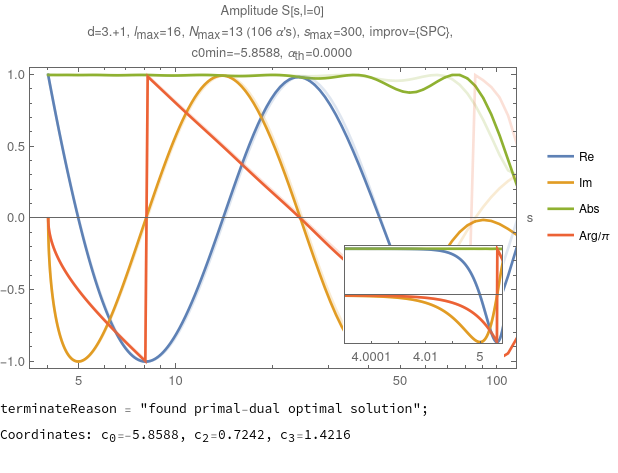 Amplitude S[s,l=0]
d=3.+1, lmax=16, Nmax=13 (106 α's), smax=300, improv={SPC},
c0min=-5.8588, αth=0.0000
1.0
0.5
0.0
-0.5
-1.0
s
Re
Im
Abs
Arg/π
4.0001 4.01 5
5 10 50 100
terminateReason = "found primal-dual optimal solution";
Coordinates: c0=-5.8588, c2=0.7242, c3=1.4216